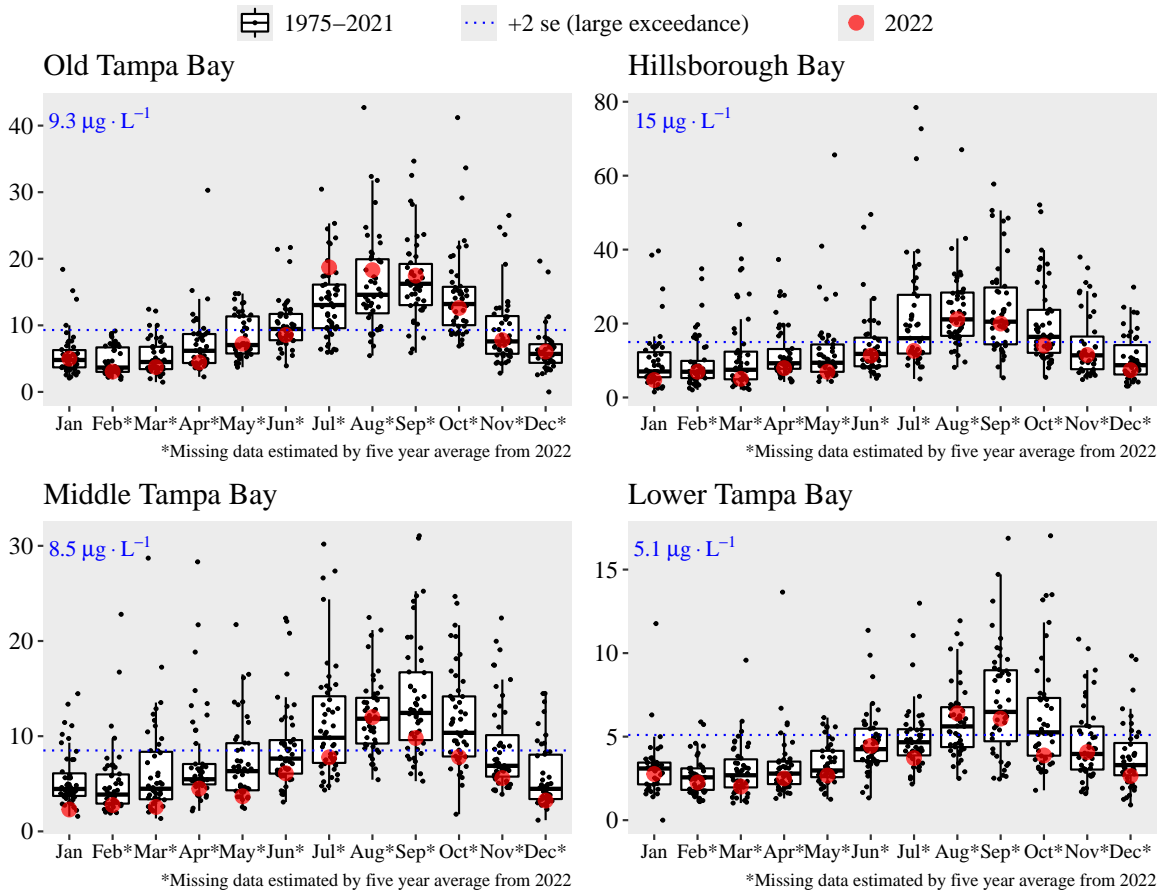 1975–2021 +2 se (large exceedance) 2022
Old Tampa Bay
9.3 μg · L⁻¹
40
30
20
10
0
Jan Feb* Mar* Apr* May* Jun* Jul* Aug* Sep* Oct* Nov* Dec*
*Missing data estimated by five year average from 2022
Hillsborough Bay
15 μg · L⁻¹
80
60
40
20
0
Jan Feb* Mar* Apr* May* Jun* Jul* Aug* Sep* Oct* Nov* Dec*
*Missing data estimated by five year average from 2022
Middle Tampa Bay
8.5 μg · L⁻¹
30
20
10
0
Jan Feb* Mar* Apr* May* Jun* Jul* Aug* Sep* Oct* Nov* Dec*
*Missing data estimated by five year average from 2022
Lower Tampa Bay
5.1 μg · L⁻¹
15
10
5
0
Jan Feb* Mar* Apr* May* Jun* Jul* Aug* Sep* Oct* Nov* Dec*
*Missing data estimated by five year average from 2022